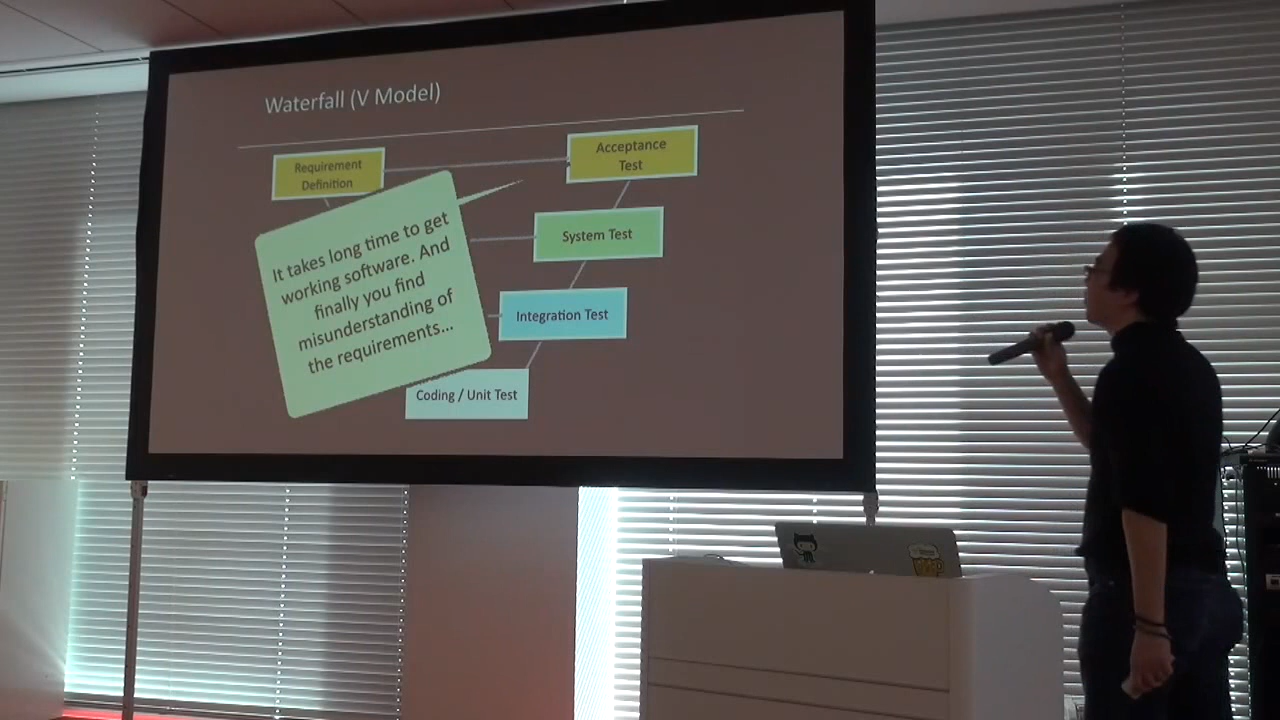 Waterfall (V Model)
Requirement
Definition
Acceptance
Test
It takes long time to get
working software. And
finally you find
misunderstanding of
the requirements...
System Test
Integration Test
Coding / Unit Test